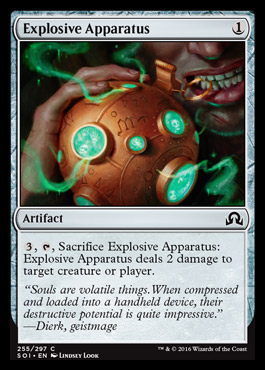 Explosive Apparatus 1
Artifact
3, , Sacrifice Explosive Apparatus:
Explosive Apparatus deals 2 damage to
target creature or player.
“Souls are volatile things. When compressed
and loaded into a handheld device, their
destructive potential is quite impressive.”
—Dierk, geistmage
255/297 C
SOI • EN Lindsey Look
™ & © 2016 Wizards of the Coast